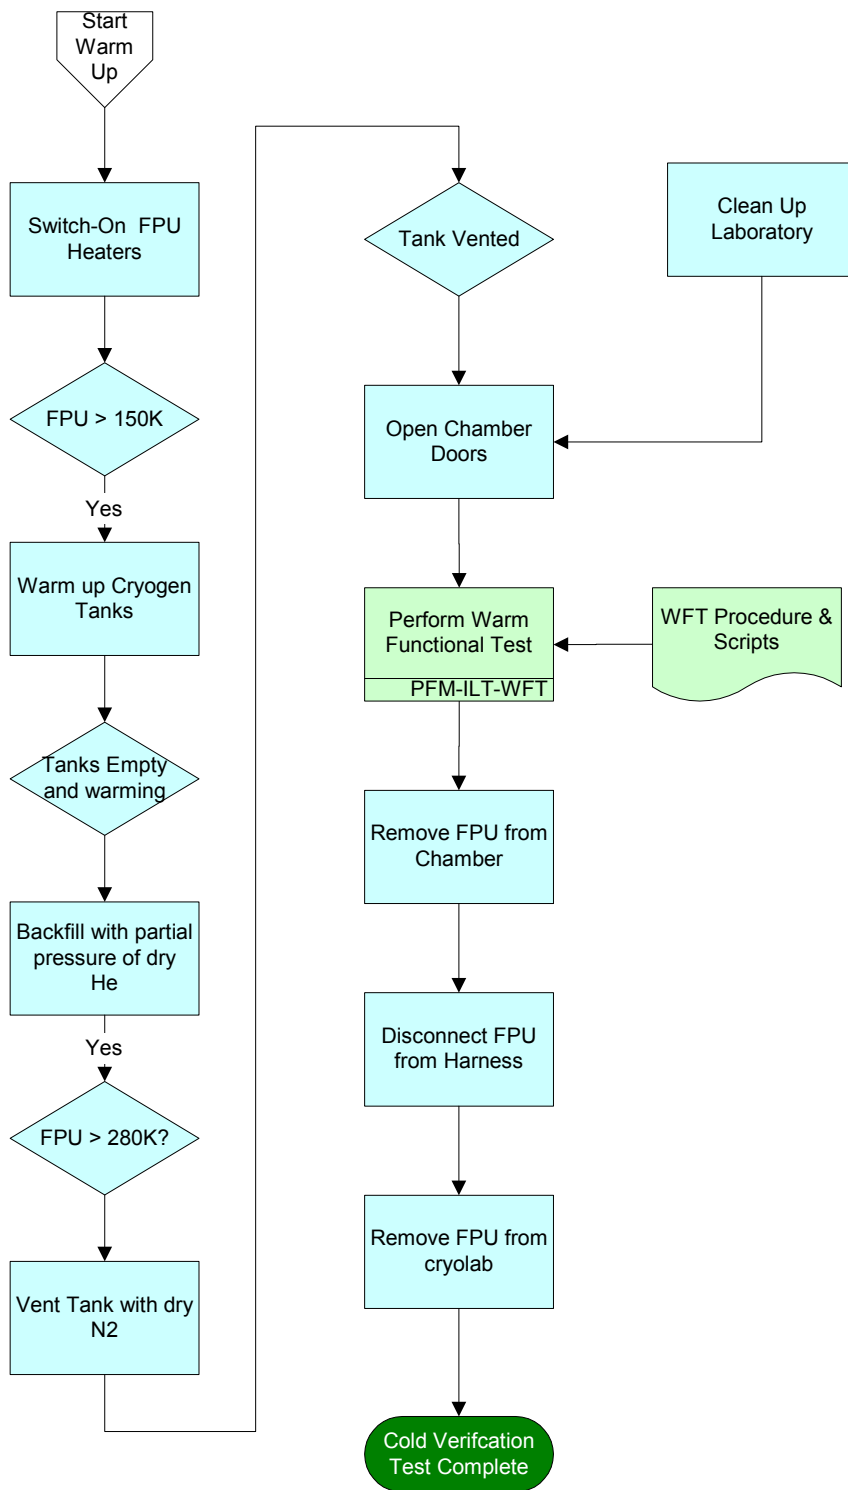 Start
Warm
Up
Switch-On FPU
Heaters
FPU > 150K
Yes
Warm up Cryogen
Tanks
Tanks Empty
and warming
Backfill with partial
pressure of dry
He
Yes
FPU > 280K?
Vent Tank with dry
N2
Tank Vented
Clean Up
Laboratory
Open Chamber
Doors
Perform Warm
Functional Test
PFM-ILT-WFT
WFT Procedure &
Scripts
Remove FPU from
Chamber
Disconnect FPU
from Harness
Remove FPU from
cryolab
Cold Verifcation
Test Complete